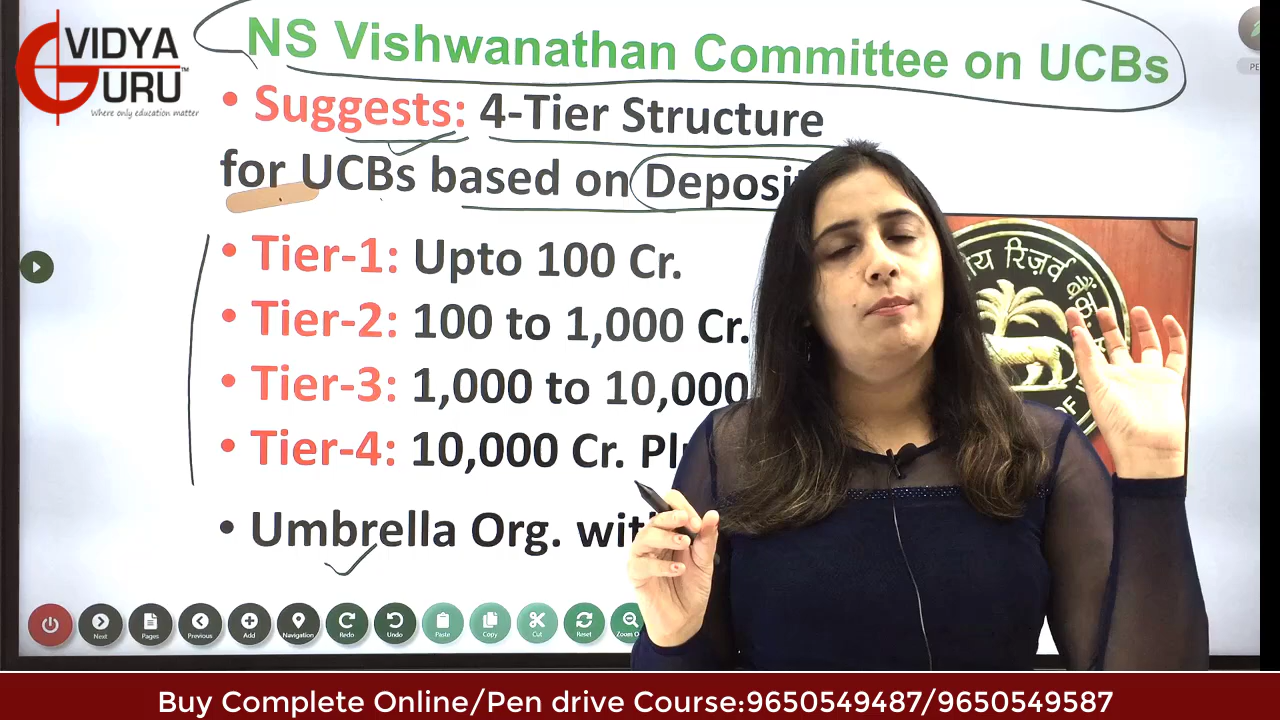 VIDYA
GURU™
Where only education matter
NS Vishwanathan Committee on UCBs
• Suggests: 4-Tier Structure
for UCBs based on Deposit
• Tier-1: Upto 100 Cr.
• Tier-2: 100 to 1,000 Cr.
• Tier-3: 1,000 to 10,000
• Tier-4: 10,000 Cr.
• Umbrella Org.
रिज़र्व बैंक
Next
Pages
Previous
Add
Navigation
Redo
Undo
Paste
Copy
Cut
Reset
Zoom
Buy Complete Online/Pen drive Course:9650549487/9650549587